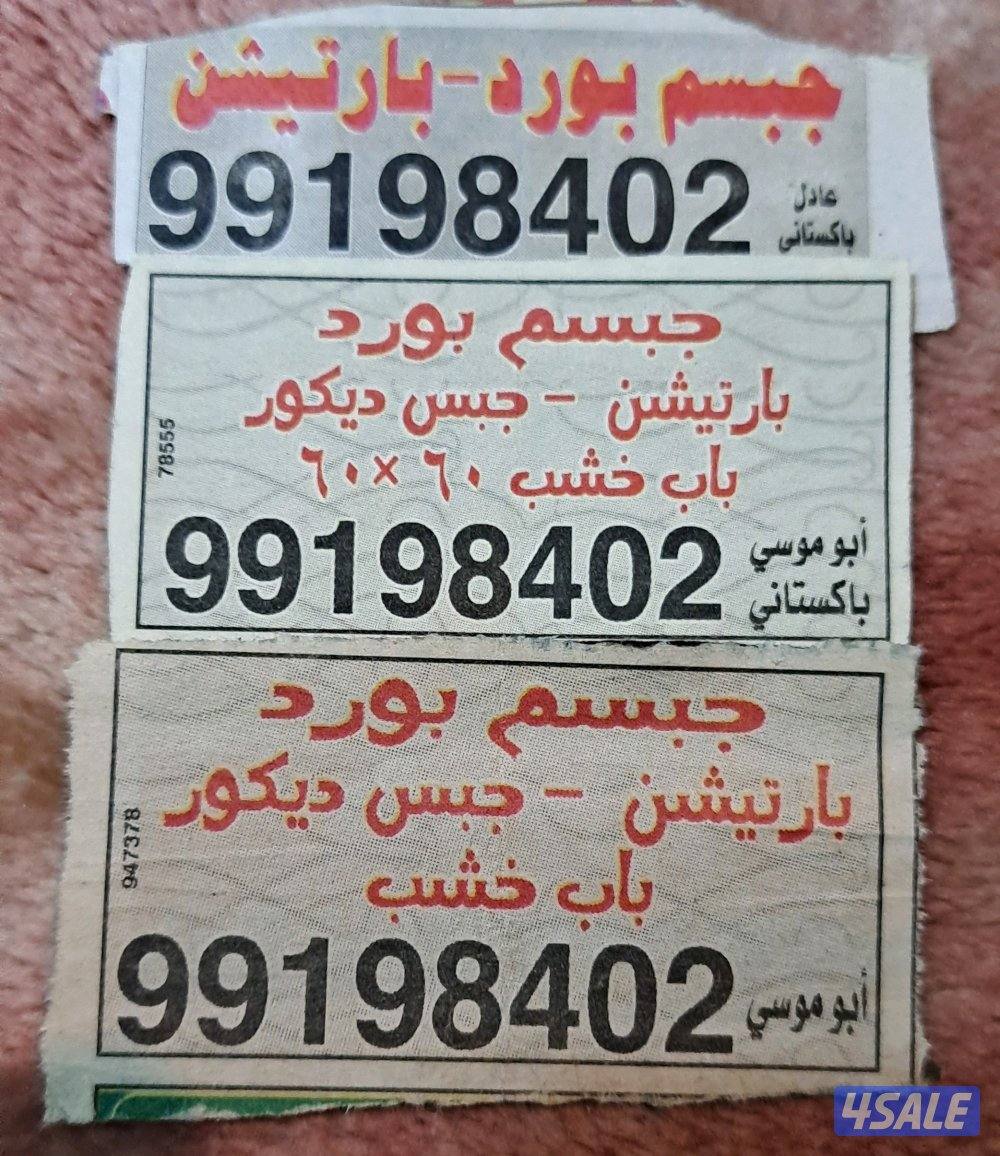 جبسم بورد - بارتيشن
عادل
باكستاني
99198402
جبسم بورد
بارتيشن - جبس ديكور
باب خشب ٦٠×٦٠
78555
أبو موسي
باكستاني
99198402
جبسم بورد
بارتيشن - جبس ديكور
باب خشب
947378
أبو موسي
99198402
4SALE